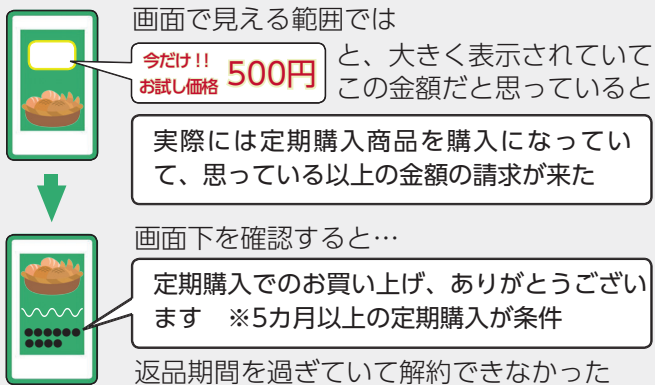 画面で見える範囲では
今だけ!!
お試し価格 500円
と、大きく表示されていて
この金額だと思っていると
実際には定期購入商品を購入になってい
て、思っている以上の金額の請求が来た
画面下を確認すると…
定期購入でのお買い上げ、ありがとうござい
ます　※5カ月以上の定期購入が条件
返品期間を過ぎていて解約できなかった